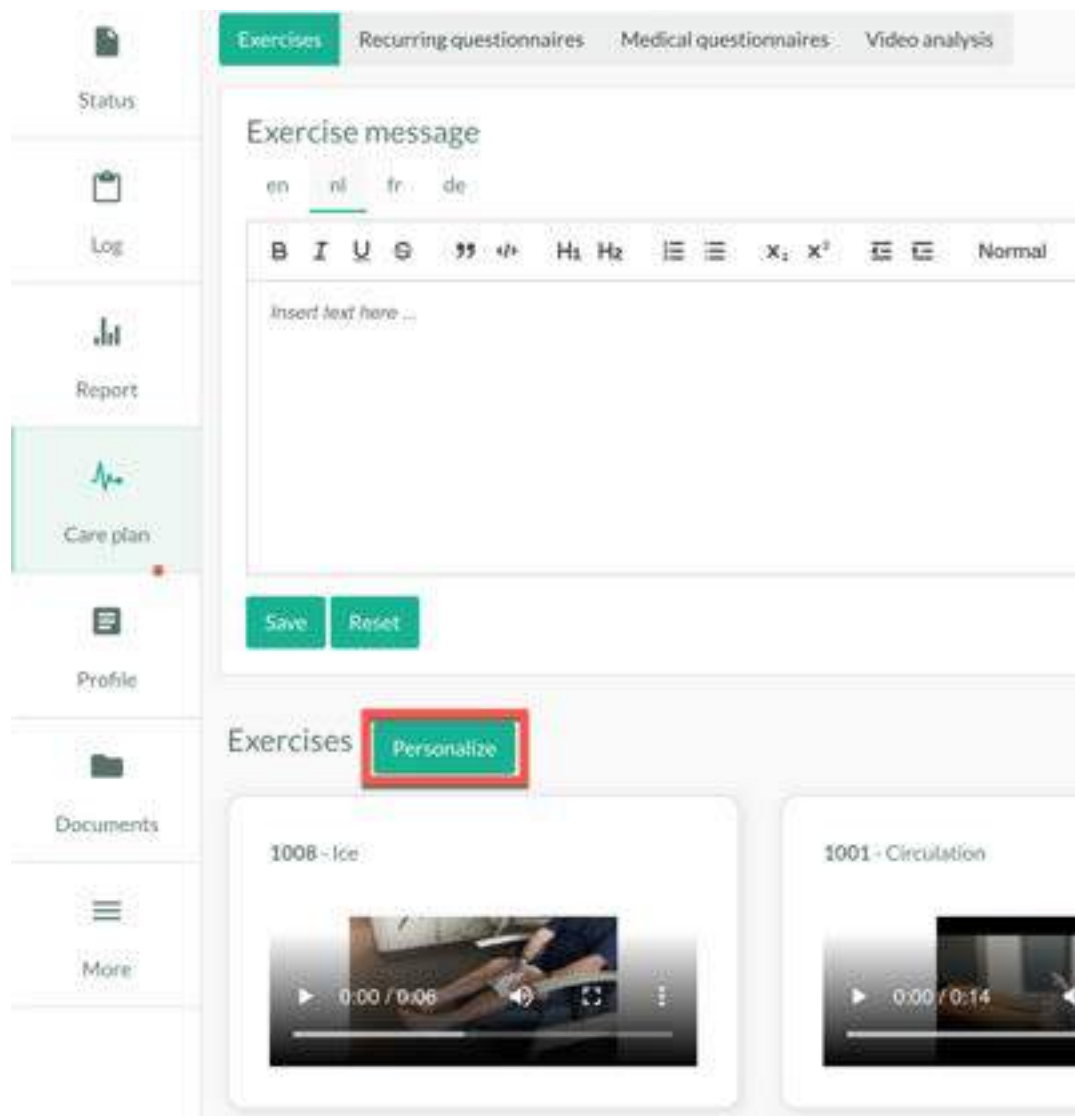 Exercises Recurring questionnaires Medical questionnaires Video analysis
Status
Exercise message
en nl fr de
Log
B I U S ” </> H1 H2 X₂ X² Normal
Insert text here ...
Report
Care plan
Save Reset
Profile
Exercises Personalize
Documents
1008 - Ice 1001 - Circulation
More
0:00 / 0:06 0:00 / 0:14